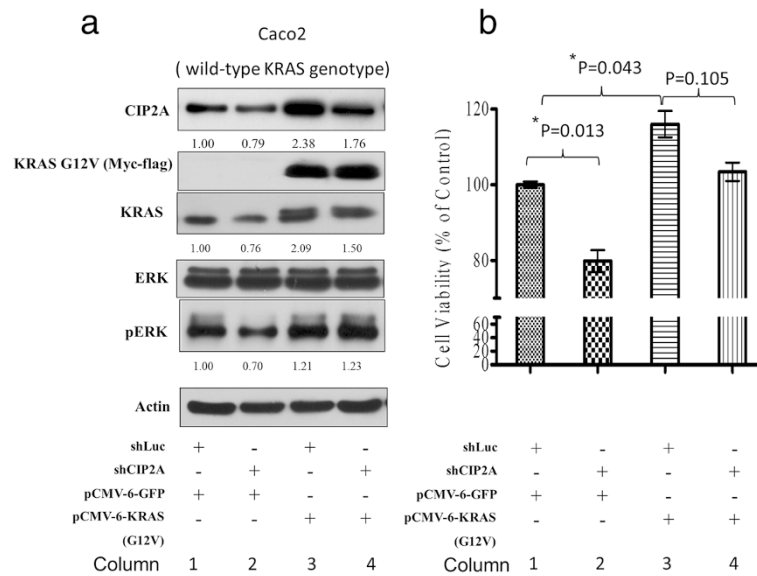 a
Caco2
( wild-type KRAS genotype)
CIP2A
1.00 0.79 2.38 1.76
KRAS G12V (Myc-flag)
KRAS
1.00 0.76 2.09 1.50
ERK
pERK
1.00 0.70 1.21 1.23
Actin
shLuc + - + -
shCIP2A - + - +
pCMV-6-GFP + + - -
pCMV-6-KRAS - - + +
(G12V)
Column 1 2 3 4
b
*P=0.043
P=0.105
*P=0.013
Cell Viability (% of Control)
120
100
80
60
40
20
0
shLuc + - + -
shCIP2A - + - +
pCMV-6-GFP + + - -
pCMV-6-KRAS - - + +
(G12V)
Column 1 2 3 4